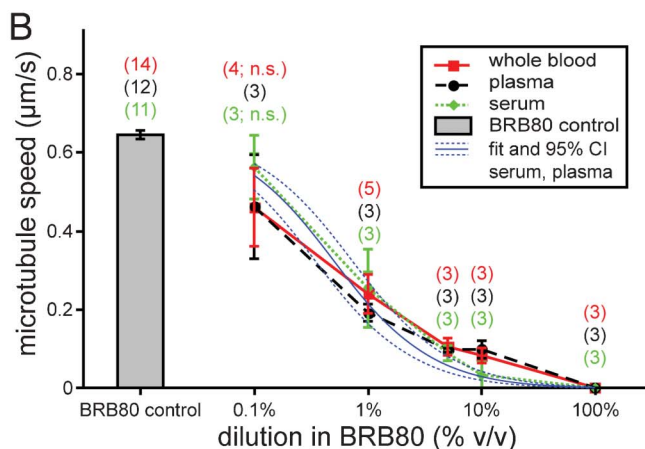 B
microtubule speed (µm/s)
0.8
0.6
0.4
0.2
0
(14)
(12)
(11)
(4; n.s.)
(3)
(3; n.s.)
(5)
(3)
(3)
(3)
(3)
(3)
(3)
(3)
(3)
(3)
(3)
(3)
whole blood
plasma
serum
BRB80 control
fit and 95% CI
serum, plasma
BRB80 control
0.1%
1%
10%
100%
dilution in BRB80 (% v/v)